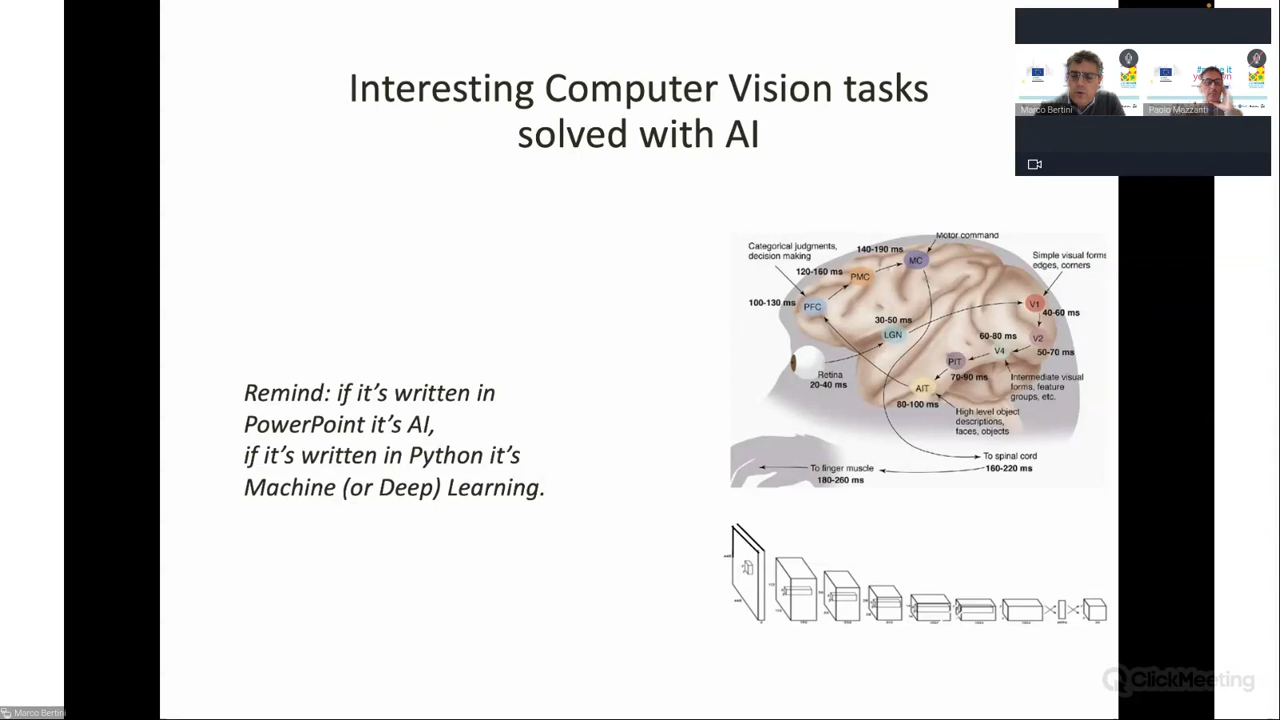 Interesting Computer Vision tasks
solved with AI
Marco Bertini
Paolo Mazzanti
Remind: if it's written in
PowerPoint it's AI,
if it's written in Python it's
Machine (or Deep) Learning.
Categorical judgments,
decision making
140-190 ms
Motor command
MC
Simple visual forms
edges, corners
120-160 ms
PMC
100-130 ms
PFC
30-50 ms
LGN
V1
40-60 ms
60-80 ms
V2
V4
50-70 ms
PIT
70-90 ms
Retina
20-40 ms
AIT
80-100 ms
Intermediate visual
forms, feature
groups, etc.
High level object
descriptions,
faces, objects
To spinal cord
160-220 ms
To finger muscle
180-260 ms
ClickMeeting
Marco Bertini